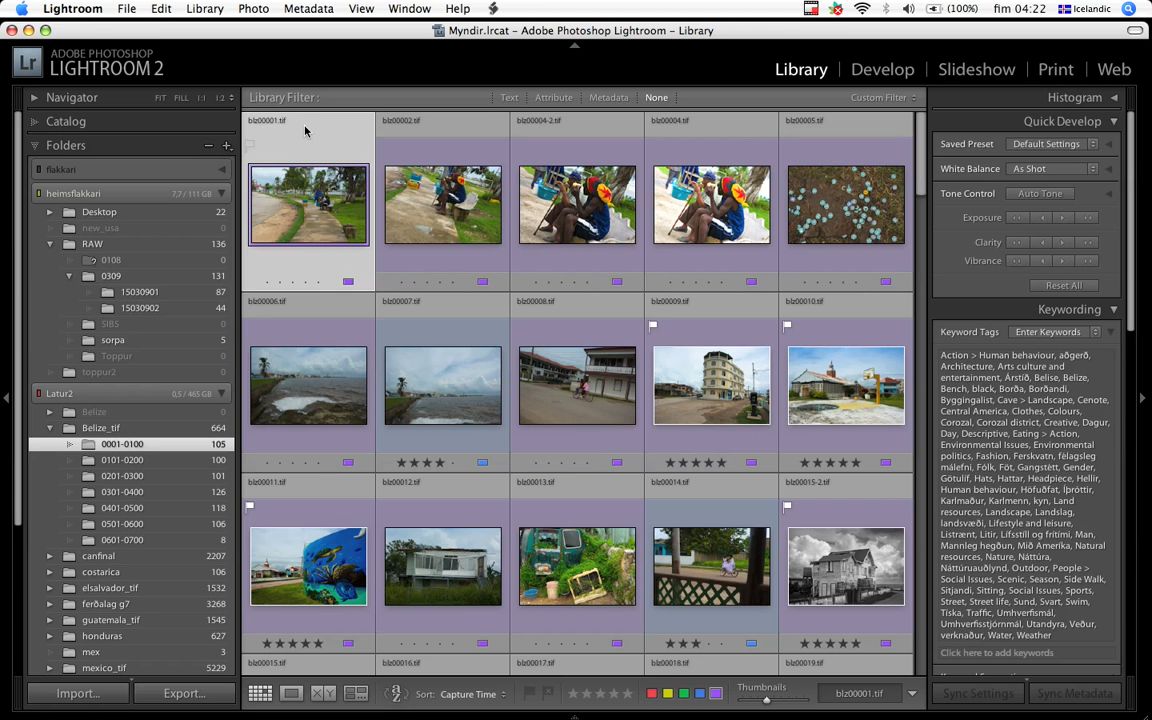 Lightroom File Edit Library Photo Metadata View Window Help (100%) fim 04:22 Icelandic
Myndir.lrcat – Adobe Photoshop Lightroom – Library
Lr ADOBE PHOTOSHOP
LIGHTROOM 2
Library Develop Slideshow Print Web
Navigator FIT FILL 1:1 1:2
Catalog
Folders
flakkari
heimsflakkari 7,7 / 111 GB
Desktop 22
new_usa 0
RAW 136
0108 0
0309 131
15030901 87
15030902 44
SIBS 0
sorpa 5
Toppur 0
toppur2 0
Latur2 0,5 / 465 GB
Belize 0
Belize_tif 664
0001-0100 105
0101-0200 100
0201-0300 101
0301-0400 126
0401-0500 118
0501-0600 106
0601-0700 8
canfinal 2207
costarica 106
elsalvador_tif 1532
ferðalag g7 3268
guatemala_tif 1545
honduras 627
mex 3
mexico_tif 5229
Import... Export...
Library Filter : Text Attribute Metadata None Custom Filter
blz00001.tif blz00002.tif blz00004-2.tif blz00004.tif blz00005.tif
blz00006.tif blz00007.tif blz00008.tif blz00009.tif blz00010.tif
blz00011.tif blz00012.tif blz00013.tif blz00014.tif blz00015-2.tif
blz00015.tif blz00016.tif blz00017.tif blz00018.tif blz00019.tif
XY Sort: Capture Time Thumbnails blz00001.tif
Histogram
Quick Develop
Saved Preset Default Settings
White Balance As Shot
Tone Control Auto Tone
Exposure
Clarity
Vibrance
Reset All
Keywording
Keyword Tags Enter Keywords
Action > Human behaviour, aðgerð,
Architecture, Arts culture and
entertainment, Árstíð, Belise, Belize,
Bench, black, Borða, Borðandi,
Byggingalist, Cave > Landscape, Cenote,
Central America, Clothes, Colours,
Corozal, Corozal district, Creative, Dagur,
Day, Descriptive, Eating > Action,
Environmental Issues, Environmental
politics, Fashion, Ferskvatn, félagsleg
málefni, Fólk, Föt, Gangstétt, Gender,
Götulíf, Hats, Hattar, Headpiece, Hellir,
Human behaviour, Höfuðfat, Íþróttir,
Karlmaður, Karlmenn, kyn, Land
resources, Landscape, Landslag,
landsvæði, Lifestyle and leisure,
Listrænt, Litir, Lífsstíll og frítími, Man,
Mannleg hegðun, Mið Ameríka, Natural
resources, Nature, Náttúra,
Náttúruauðlynd, Outdoor, People >
Social Issues, Scenic, Season, Side Walk,
Sitjandi, Sitting, Social Issues, Sports,
Street, Street life, Sund, Svart, Swim,
Tíska, Traffic, Umhverfismál,
Umhverfisstjórnmál, Utandyra, Veður,
verknaður, Water, Weather
Click here to add keywords
Sync Settings Sync Metadata